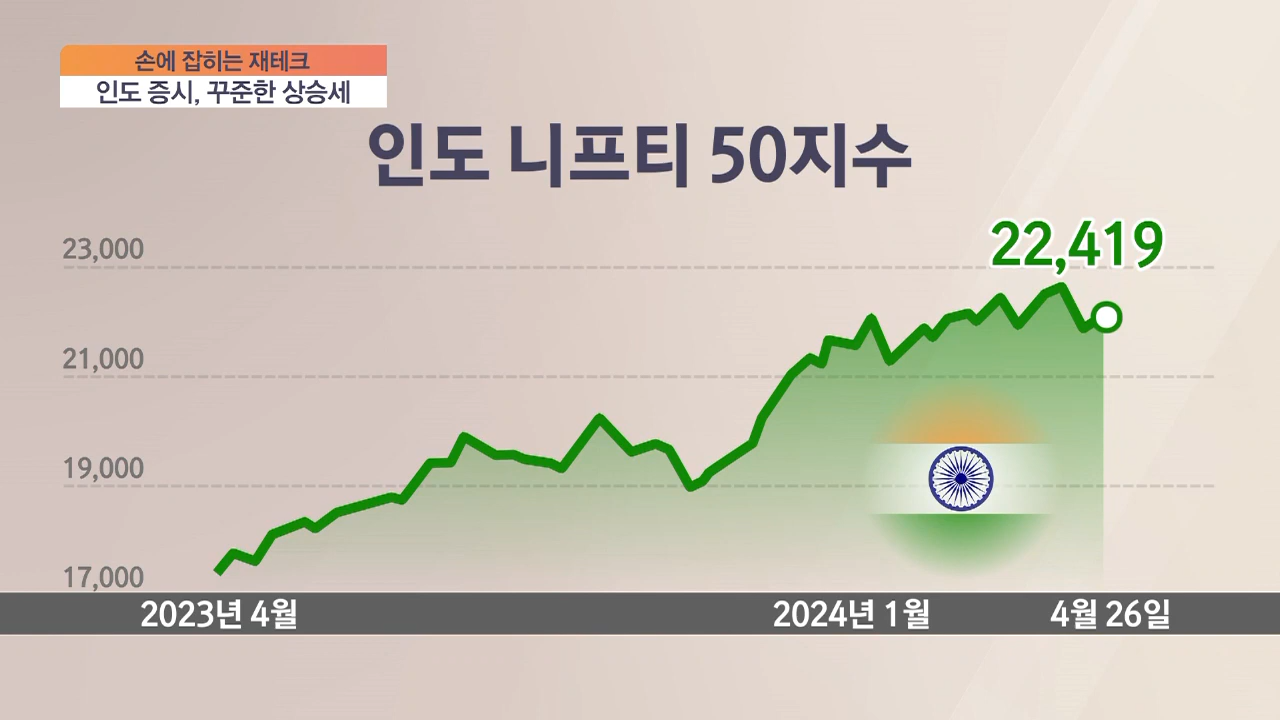 손에 잡히는 재테크
인도 증시, 꾸준한 상승세
인도 니프티 50지수
22,419
23,000
21,000
19,000
17,000
2023년 4월
2024년 1월
4월 26일